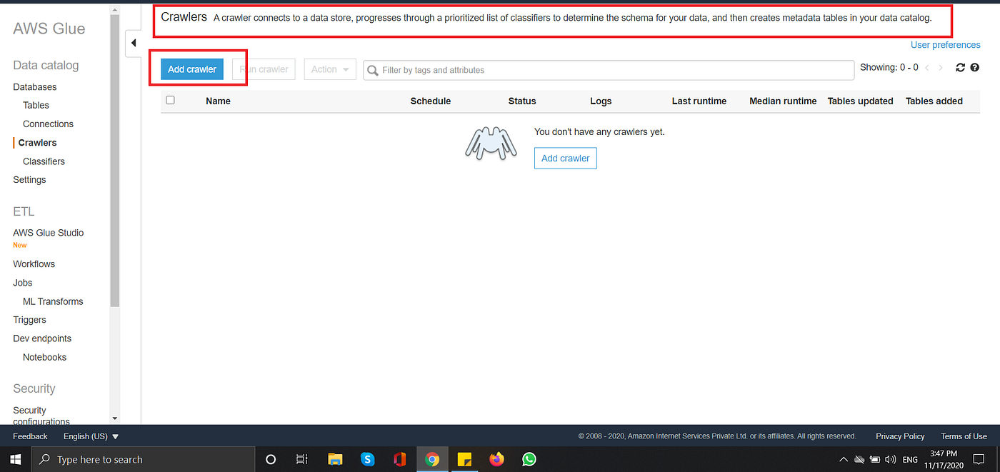 AWS Glue
Data catalog
Databases
Tables
Connections
Crawlers
Classifiers
Settings
ETL
AWS Glue Studio
New
Workflows
Jobs
ML Transforms
Triggers
Dev endpoints
Notebooks
Security
Security
configurations
Crawlers A crawler connects to a data store, progresses through a prioritized list of classifiers to determine the schema for your data, and then creates metadata tables in your data catalog.
User preferences
Add crawler Run crawler Action Filter by tags and attributes Showing: 0 - 0
Name Schedule Status Logs Last runtime Median runtime Tables updated Tables added
You don't have any crawlers yet.
Add crawler
Feedback English (US) © 2008 - 2020, Amazon Internet Services Private Ltd. or its affiliates. All rights reserved. Privacy Policy Terms of Use
Type here to search
ENG
3:47 PM
11/17/2020